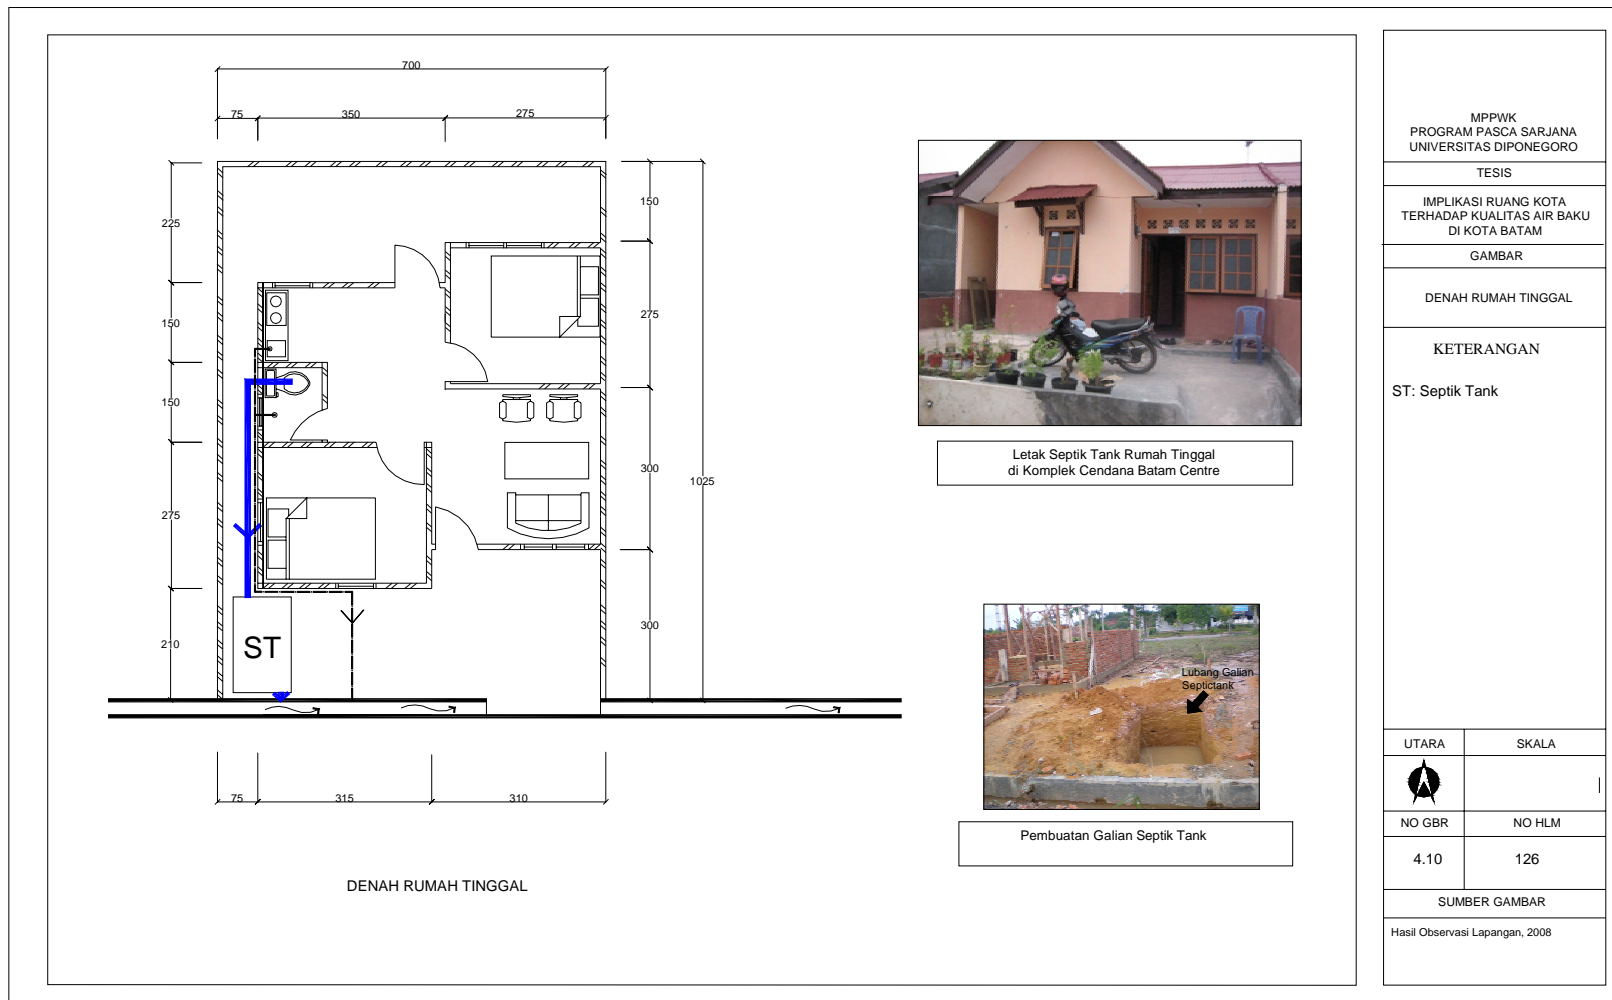 700
75
350
275
225
150
150
275
210
150
275
300
300
1025
ST
75
315
310
DENAH RUMAH TINGGAL
Letak Septik Tank Rumah Tinggal
di Komplek Cendana Batam Centre
Lubang Galian
Septictank
Pembuatan Galian Septik Tank
MPPWK
PROGRAM PASCA SARJANA
UNIVERSITAS DIPONEGORO
TESIS
IMPLIKASI RUANG KOTA
TERHADAP KUALITAS AIR BAKU
DI KOTA BATAM
GAMBAR
DENAH RUMAH TINGGAL
KETERANGAN
ST: Septik Tank
UTARA
SKALA
NO GBR
NO HLM
4.10
126
SUMBER GAMBAR
Hasil Observasi Lapangan, 2008